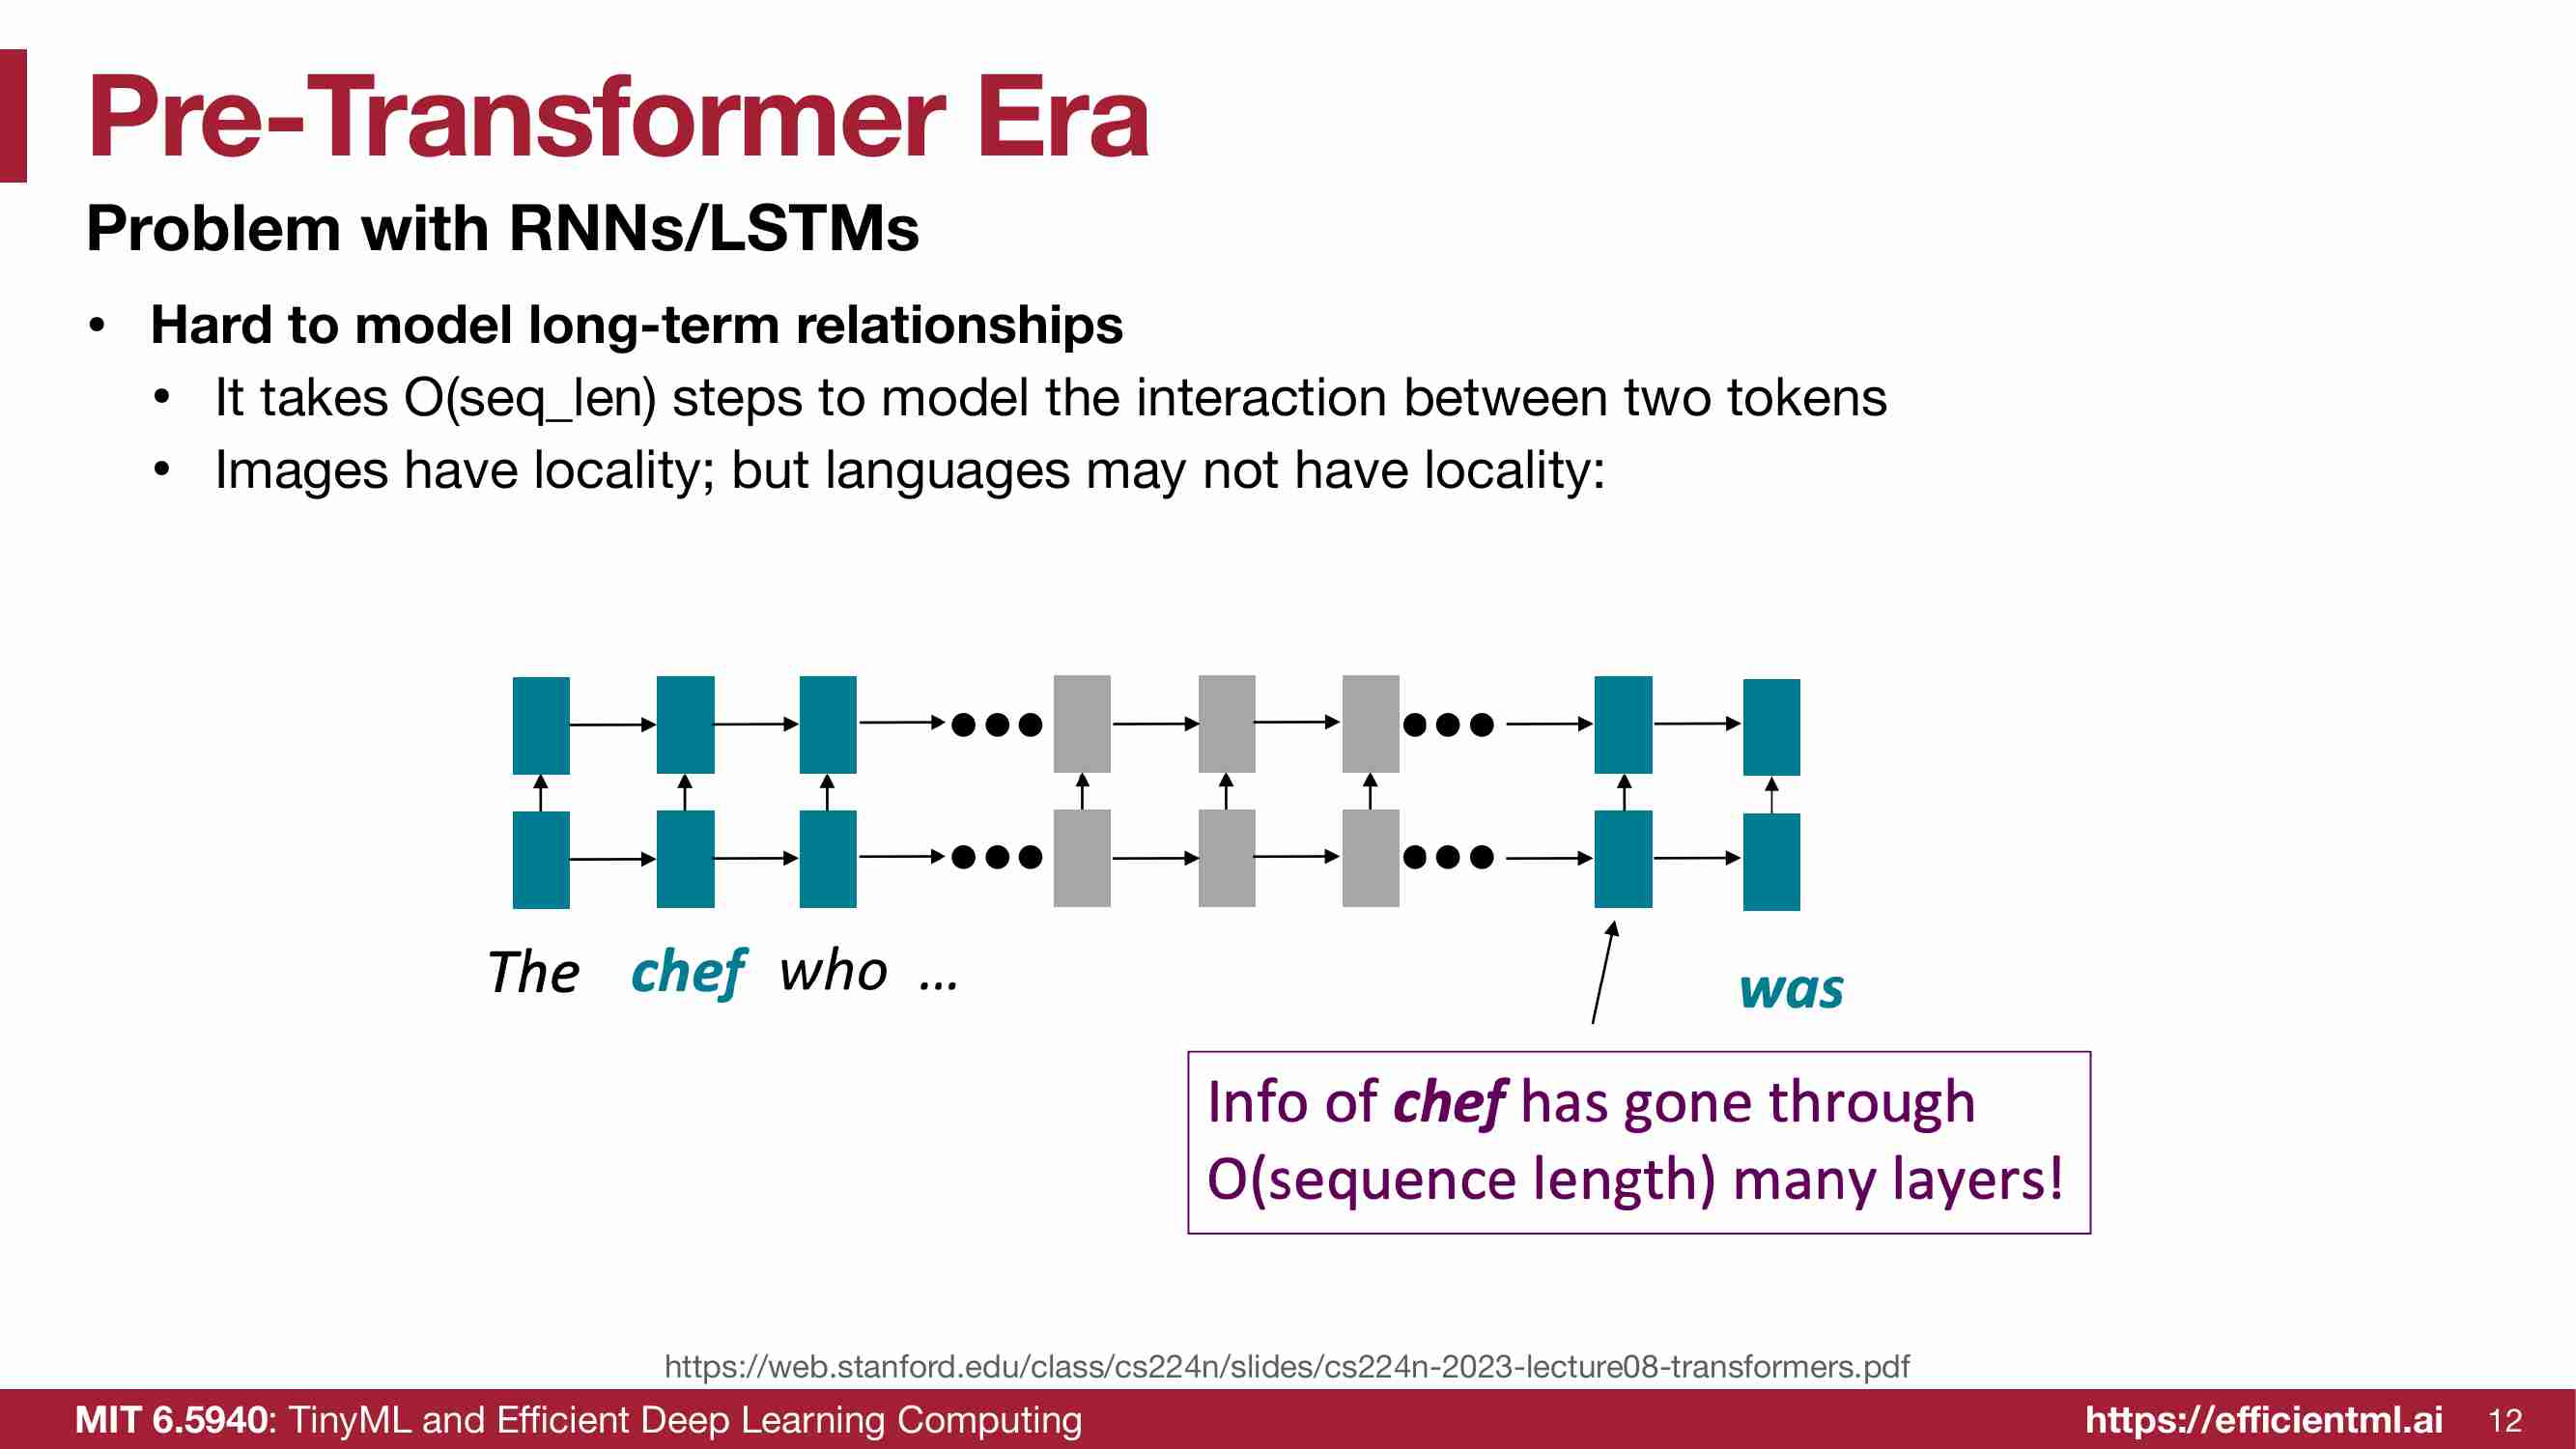 Pre-Transformer Era
Problem with RNNs/LSTMs
• Hard to model long-term relationships
• It takes O(seq_len) steps to model the interaction between two tokens
• Images have locality; but languages may not have locality:
The chef who ...
was
Info of chef has gone through
O(sequence length) many layers!
https://web.stanford.edu/class/cs224n/slides/cs224n-2023-lecture08-transformers.pdf
MIT 6.5940: TinyML and Efficient Deep Learning Computing
https://efficientml.ai
12